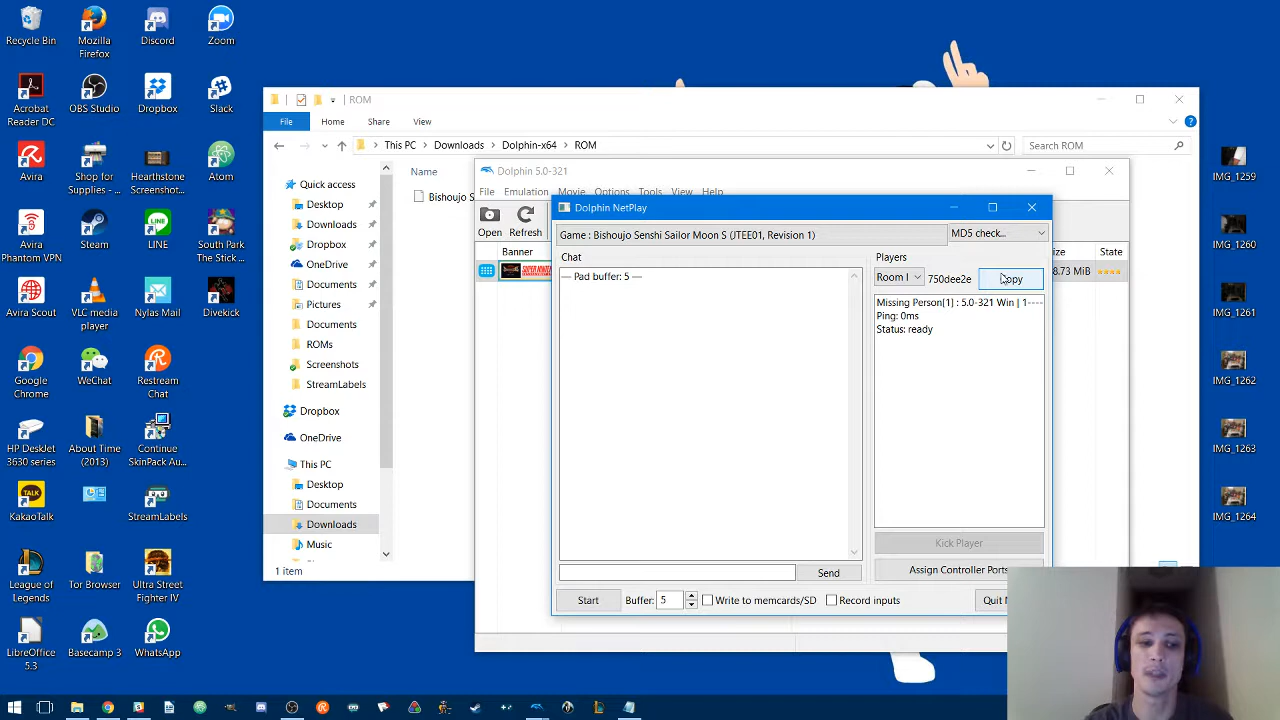 Recycle Bin
Mozilla
Firefox
Discord
Zoom
Acrobat
Reader DC
OBS Studio
Dropbox
Slack
Avira
Shop for
Supplies - ...
Hearthstone
Screenshot...
Atom
Avira
Phantom VPN
Steam
LINE
South Park
The Stick ...
Avira Scout
VLC media
player
Nylas Mail
Divekick
Google
Chrome
WeChat
Restream
Chat
HP DeskJet
3630 series
About Time
(2013)
Continue
SkinPack Au...
KakaoTalk
StreamLabels
League of
Legends
Tor Browser
Ultra Street
Fighter IV
LibreOffice
5.3
Basecamp 3
WhatsApp
ROM
File
Home
Share
View
This PC
Downloads
Dolphin-x64
ROM
Search ROM
Quick access
Desktop
Downloads
Dropbox
OneDrive
Documents
Pictures
Documents
ROMs
Screenshots
StreamLabels
Dropbox
OneDrive
This PC
Desktop
Documents
Downloads
Music
1 item
Name
Bishoujo S
Dolphin 5.0-321
File
Emulation
Movie
Options
Tools
View
Help
Open
Refresh
Banner
SUPER NINTEN
State
8.73 MiB
Dolphin NetPlay
Game : Bishoujo Senshi Sailor Moon S (JTEE01, Revision 1)
MD5 check...
Chat
— Pad buffer: 5 —
Players
Room I
750dee2e
Missing Person[1] : 5.0-321 Win | 1----
Ping: 0ms
Status: ready
Kick Player
Assign Controller Ports
Send
Start
Buffer:
5
Write to memcards/SD
Record inputs
Quit
IMG_1259
IMG_1260
IMG_1261
IMG_1262
IMG_1263
IMG_1264